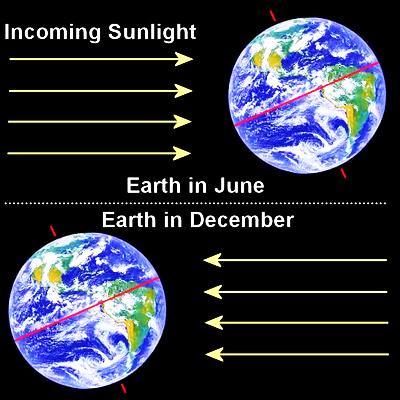 Incoming Sunlight
Earth in June
Earth in December